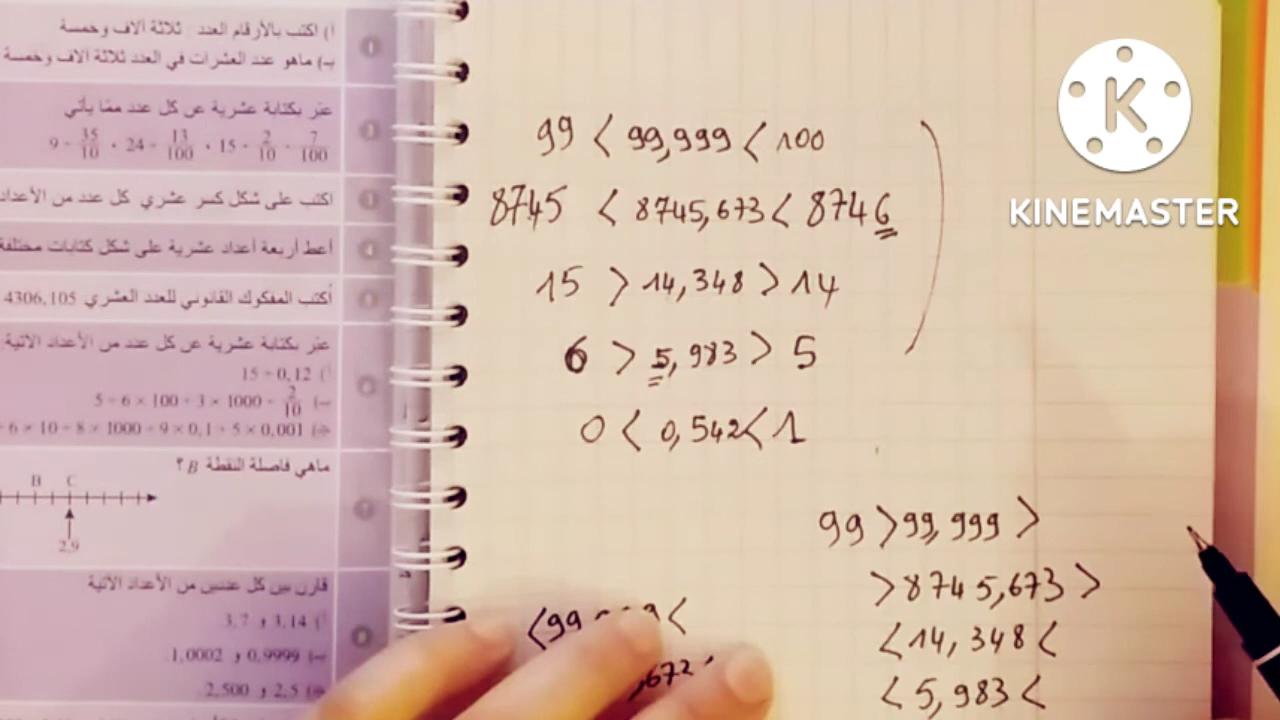 أ) اكتب بالأرقام العدد : ثلاثة آلاف وخمسة
بـ) ماهو عدد العشرات في العدد ثلاثة آلاف وخمسة
عبّر بكتابة عشرية عن كل عدد ممّا يأتي
7/100 ، 15 + 2/10 ، 24 + 13/100 ، 9 + 35/10
اكتب على شكل كسر عشري كل عدد من الأعداد
أعط أربعة أعداد عشرية على شكل كتابات مختلفة
أكتب المفكوك القانوني للعدد العشري 4306,105
عبّر بكتابة عشرية عن كل عدد من الأعداد الآتية
15 + 0,12
5 + 6 × 100 + 3 × 1000 + 2/10
6 × 10 + 8 × 1000 + 9 × 0,1 + 5 × 0,001
ماهي فاصلة النقطة B ؟
B C
2,9
قارن بين كل عددين من الأعداد الآتية
3,14 و 3,7
0,9999 و 1,0002
2,5 و 2,500
99 < 99,999 < 100
8745 < 8745,673 < 8746
15 > 14,348 > 14
6 > 5,983 > 5
0 < 0,542 < 1
99 > 99,999 >
> 8745,673 >
< 14,348 <
< 5,983 <
K
KINEMASTER